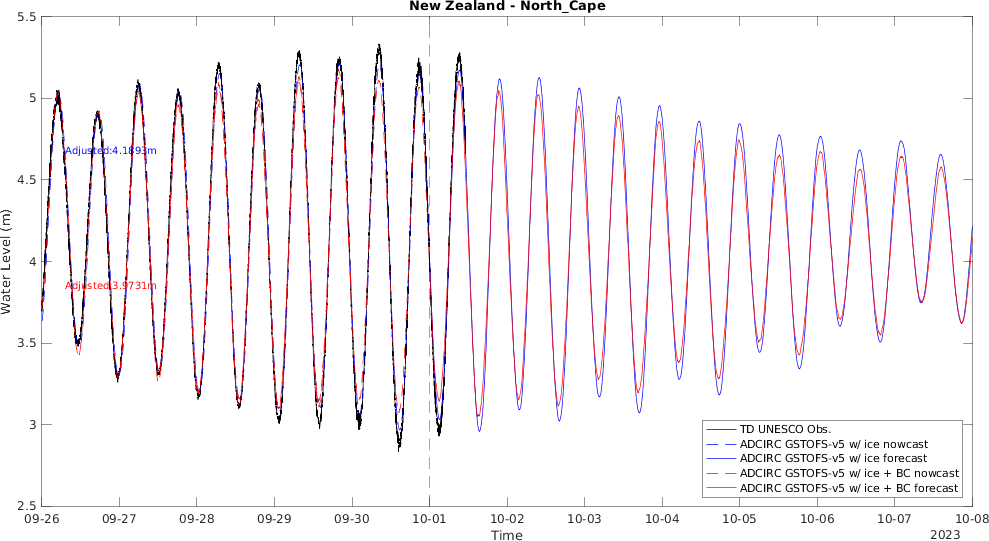 New Zealand - North_Cape
5.5
5
4.5
4
3.5
3
2.5
Water Level (m)
Adjusted:4.1893m
Adjusted:3.9731m
TD UNESCO Obs.
ADCIRC GSTOFS-v5 w/ ice nowcast
ADCIRC GSTOFS-v5 w/ ice forecast
ADCIRC GSTOFS-v5 w/ ice + BC nowcast
ADCIRC GSTOFS-v5 w/ ice + BC forecast
09-26 09-27 09-28 09-29 09-30 10-01 10-02 10-03 10-04 10-05 10-06 10-07 10-08
Time
2023